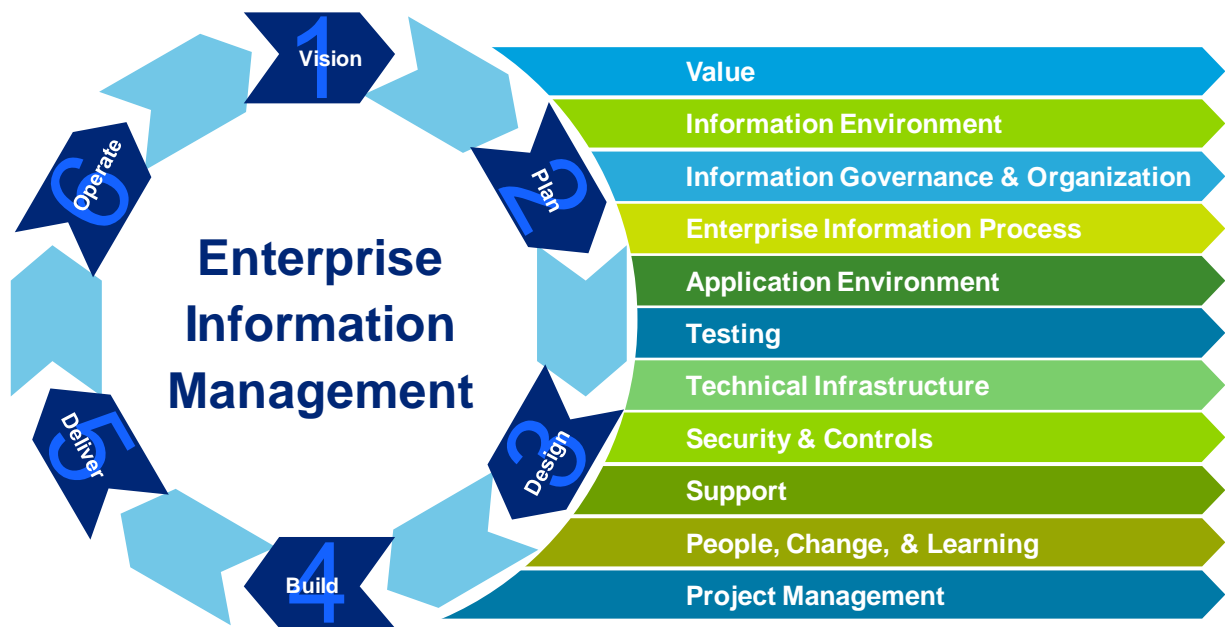 1
Vision
2
Plan
3
Design
4
Build
5
Deliver
6
Operate
Enterprise
Information
Management
Value
Information Environment
Information Governance & Organization
Enterprise Information Process
Application Environment
Testing
Technical Infrastructure
Security & Controls
Support
People, Change, & Learning
Project Management